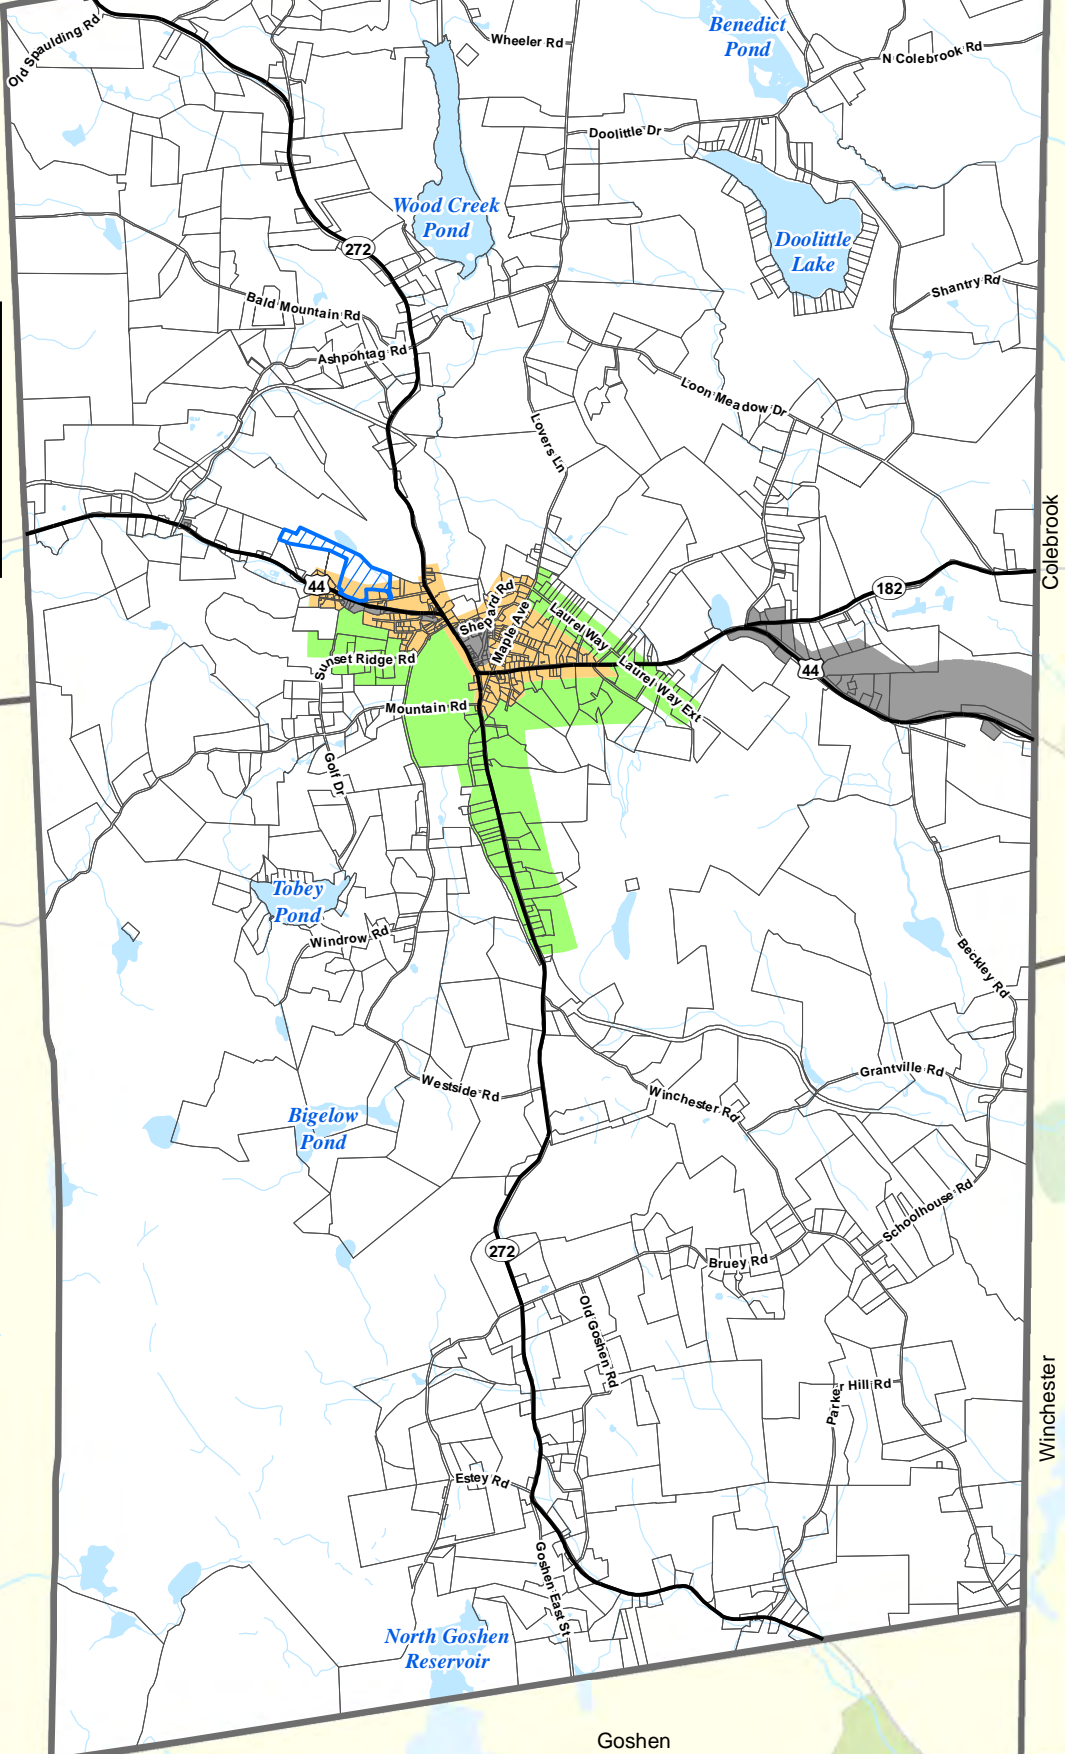 Old Spaulding Rd
Wheeler Rd
Benedict
Pond
N Colebrook Rd
Doolittle Dr
Wood Creek
Pond
272
Doolittle
Lake
Shantry Rd
Bald Mountain Rd
Ashpohtag Rd
Loon Meadow Dr
Lovers Ln
Colebrook
44
182
Shepard Rd
Maple Ave
Laurel Way
Sunset Ridge Rd
Laurel Way Ext
44
Mountain Rd
Golf Dr
Tobey
Pond
Windrow Rd
Beckley Rd
Grantville Rd
Westside Rd
Winchester Rd
Bigelow
Pond
Schoolhouse Rd
272
Bruey Rd
Old Goshen Rd
Parker Hill Rd
Winchester
Estey Rd
Goshen East St
North Goshen
Reservoir
Goshen